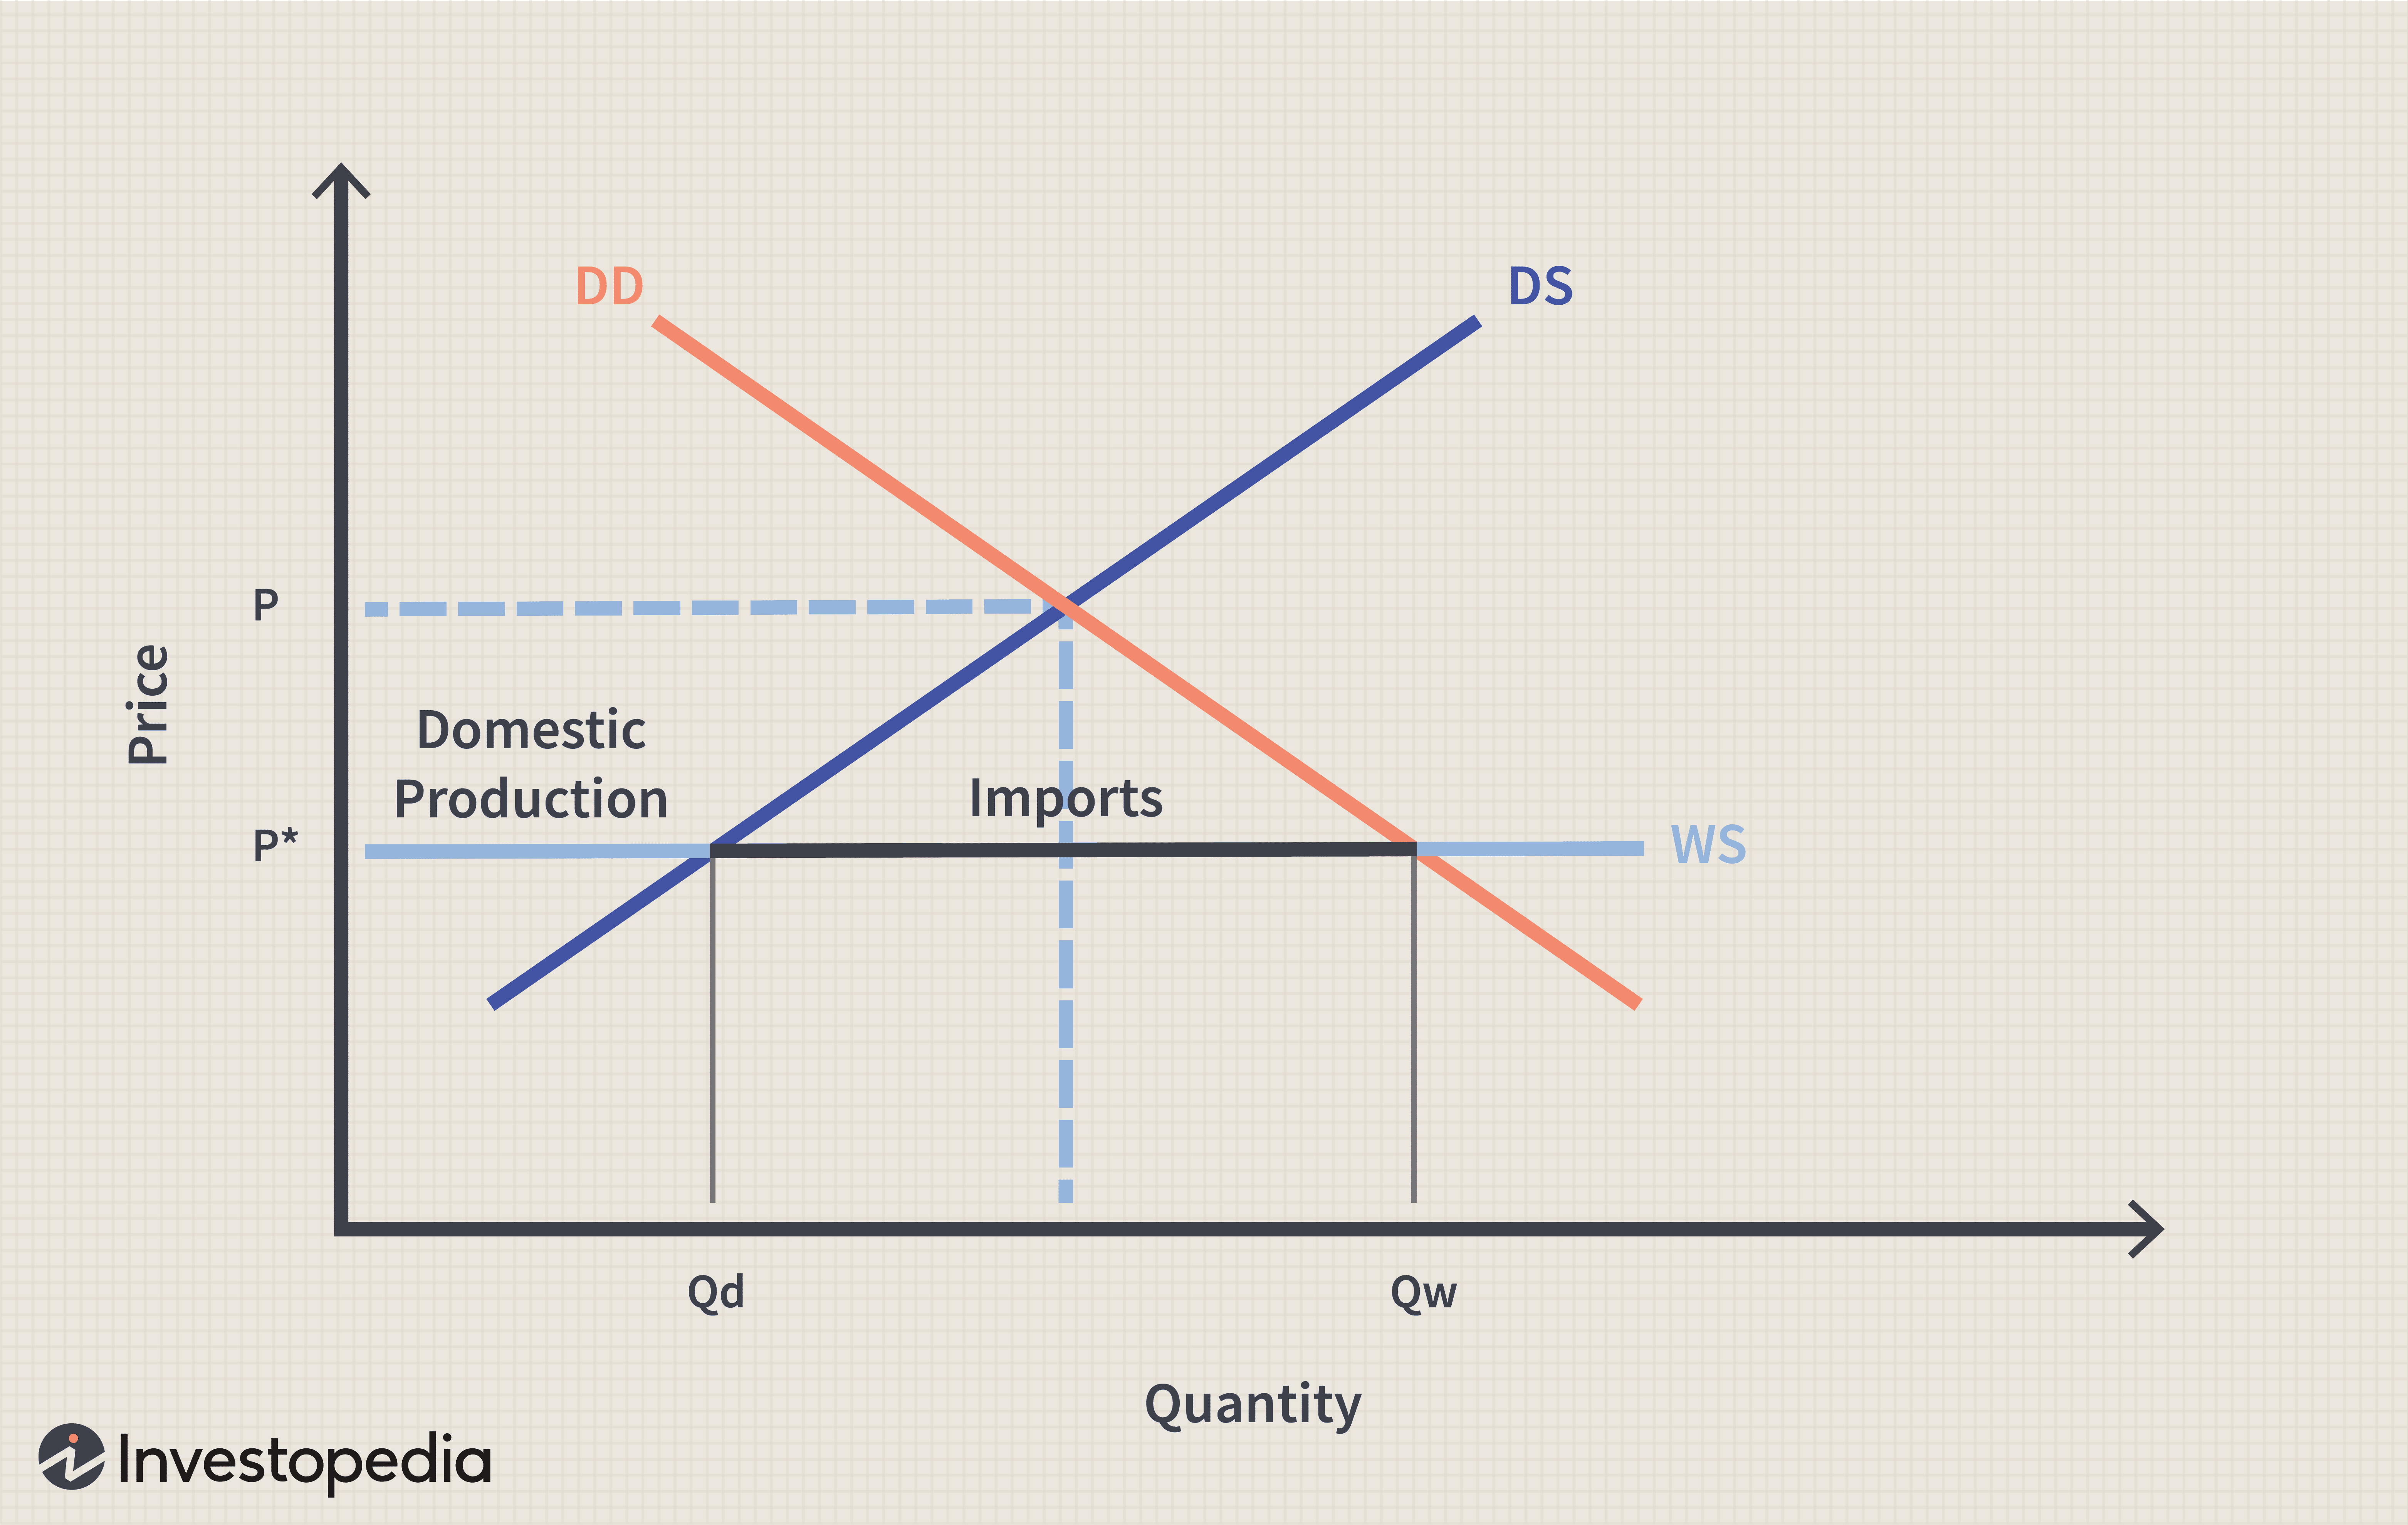 DD
DS
P
Price
Domestic
Production
Imports
P*
WS
Qd
Qw
Quantity
Investopedia